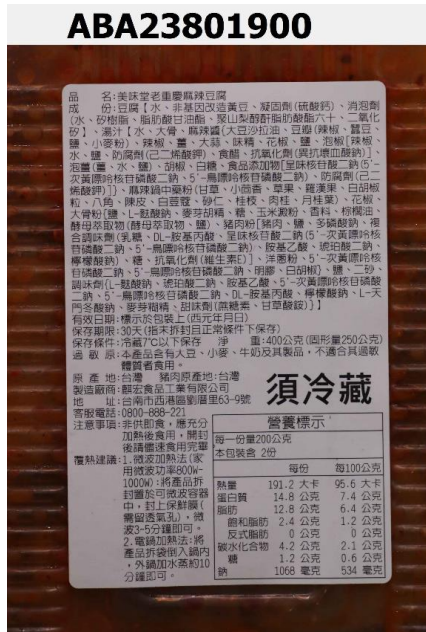 ABA23801900
品　　　名:美味堂老重慶麻辣豆腐
成　　　份:豆腐【水、非基因改造黃豆、凝固劑(硫酸鈣)、消泡劑
(水、矽樹脂、脂肪酸甘油酯、聚山梨醇酐脂肪酸酯六十、二氧化
矽】、湯汁【水、大骨、麻辣醬(大豆沙拉油、豆瓣(辣椒、蠶豆、
鹽、小麥粉)、辣椒、薑、大蒜、味精、花椒、鹽、泡椒[辣椒、
水、鹽、防腐劑(己二烯酸鉀)、食醋、抗氧化劑(異抗壞血酸鈉)]、
泡薑(薑、水、鹽)、胡椒、白糖、食品添加物[呈味核苷酸二鈉(5'-
次黃嘌呤核苷磷酸二鈉、5'-鳥嘌呤核苷磷酸二鈉)、防腐劑(己二
烯酸鉀)])、麻辣鍋中藥粉(甘草、小茴香、草果、羅漢果、白胡椒
粒、八角、陳皮、白荳蔻、砂仁、桂枝、肉桂、月桂葉)、花椒、
大骨粉[鹽、L-麩酸鈉、麥芽糊精、糖、玉米澱粉、香料、棕櫚油、
酵母萃取物(酵母萃取物、鹽)、豬肉粉[豬肉、鹽、多磷酸鈉、複
合調味劑(乳糖、DL-胺基丙酸、呈味核苷酸二鈉(5'-次黃嘌呤核
苷磷酸二鈉、5'-鳥嘌呤核苷磷酸二鈉)、胺基乙酸、琥珀酸二鈉、
檸檬酸鈉)、糖、抗氧化劑(維生素E)]、洋蔥粉、5'-次黃嘌呤核
苷磷酸二鈉、5'-鳥嘌呤核苷磷酸二鈉、明膠、白胡椒}、鹽、二砂、
調味劑{L-麩酸鈉、琥珀酸二鈉、胺基乙酸、5'-次黃嘌呤核苷磷酸
二鈉、5'-鳥嘌呤核苷磷酸二鈉、DL-胺基丙酸、檸檬酸鈉、L-天
門冬酸鈉、麥芽糊精、甜味劑(蔗糖素、甘草酸銨)}】
有效日期:標示於包裝上(西元年月日)
保存期限:30天(指未拆封且正常條件下保存)
保存條件:冷藏7℃以下保存　淨　　重:400公克(固形量250公克)
過 敏 原:本產品含有大豆、小麥、牛奶及其製品，不適合其過敏
體質者食用。
原 產 地:台灣　豬肉原產地:台灣
製造廠商:麒宏食品工業有限公司
地　　址:台南市西港區劉厝里63-9號
客服電話:0800-888-221
須冷藏
注意事項:非供即食，應充分
加熱後食用，開封
後請儘速食用完畢
覆熱建議:1.微波加熱法(家
用微波功率800W-
1000W):將產品拆
封置於可微波容器
中，封上保鮮膜(
需留透氣孔)，微
波3-5分鐘即可。
2.電鍋加熱法:將
產品拆袋倒入鍋內
，外鍋加水蒸約10
分鐘即可。
營養標示
每一份量200公克
本包裝含 2份
每份　每100公克
熱量　191.2 大卡　95.6 大卡
蛋白質　14.8 公克　7.4 公克
脂肪　12.8 公克　6.4 公克
飽和脂肪　2.4 公克　1.2 公克
反式脂肪　0 公克　0 公克
碳水化合物　4.2 公克　2.1 公克
糖　1.2 公克　0.6 公克
鈉　1068 毫克　534 毫克